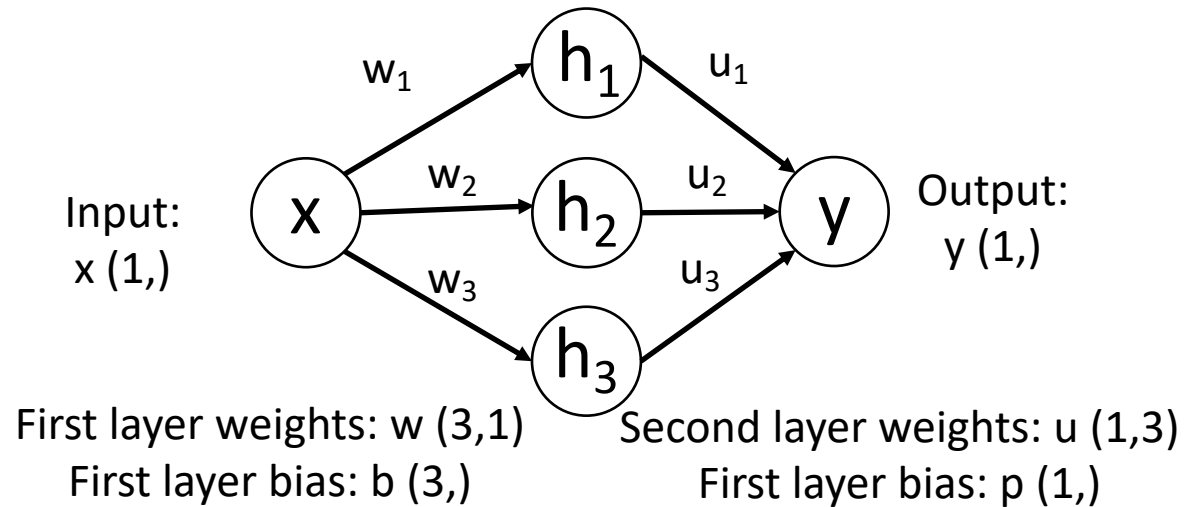 w₁
h₁
u₁
Input:
x (1,)
x
w₂
h₂
u₂
y
Output:
y (1,)
w₃
h₃
u₃
First layer weights: w (3,1)
First layer bias: b (3,)
Second layer weights: u (1,3)
First layer bias: p (1,)